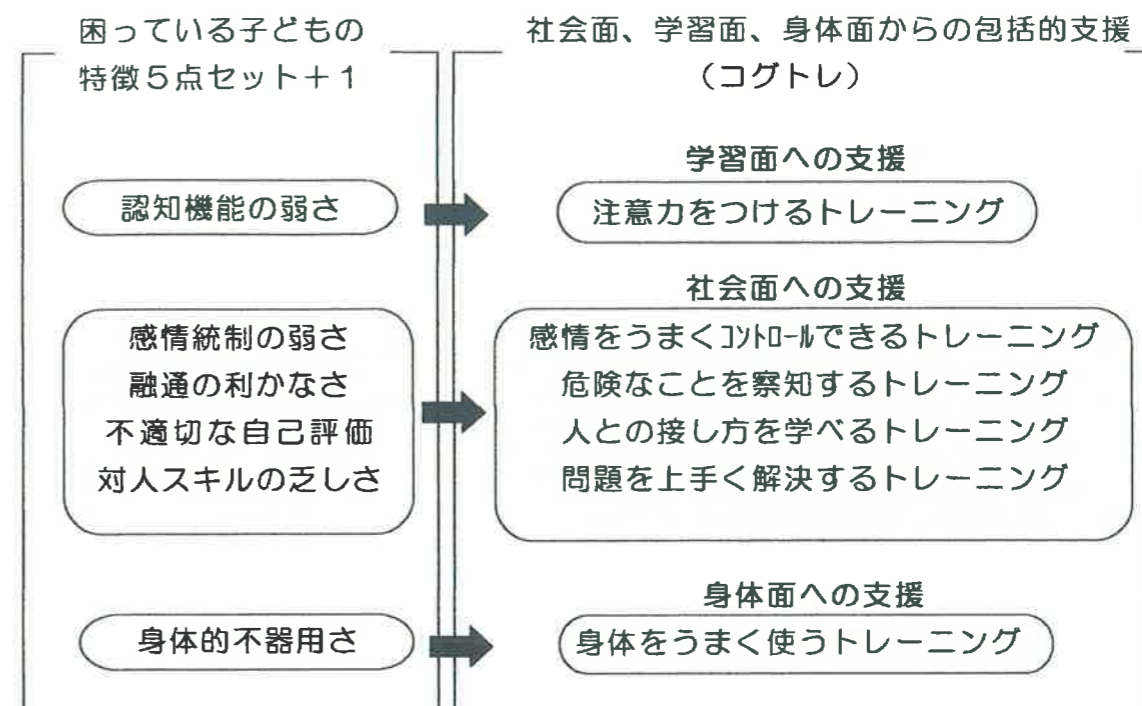 困っている子どもの
特徴5点セット+1
認知機能の弱さ
感情統制の弱さ
融通の利かなさ
不適切な自己評価
対人スキルの乏しさ
身体的不器用さ
社会面、学習面、身体面からの包括的支援
(コグトレ)
学習面への支援
注意力をつけるトレーニング
社会面への支援
感情をうまくコントロールできるトレーニング
危険なことを察知するトレーニング
人との接し方を学べるトレーニング
問題を上手く解決するトレーニング
身体面への支援
身体をうまく使うトレーニング